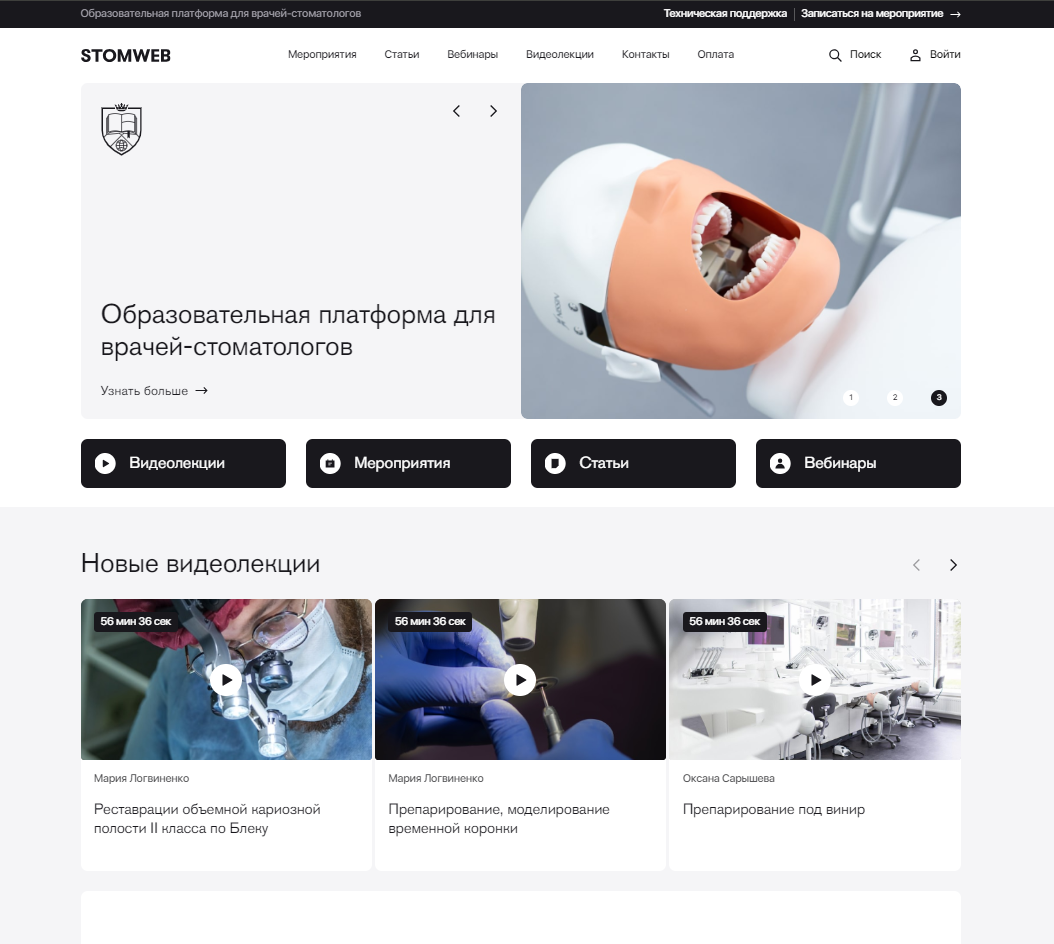 Образовательная платформа для врачей-стоматологов
Техническая поддержка
Записаться на мероприятие
STOMWEB
Мероприятия
Статьи
Вебинары
Видеолекции
Контакты
Оплата
Поиск
Войти
Образовательная платформа для
врачей-стоматологов
Узнать больше
1
2
3
Видеолекции
Мероприятия
Статьи
Вебинары
Новые видеолекции
56 мин 36 сек
56 мин 36 сек
56 мин 36 сек
Мария Логвиненко
Реставрации объемной кариозной
полости II класса по Блеку
Мария Логвиненко
Препарирование, моделирование
временной коронки
Оксана Сарышева
Препарирование под винир